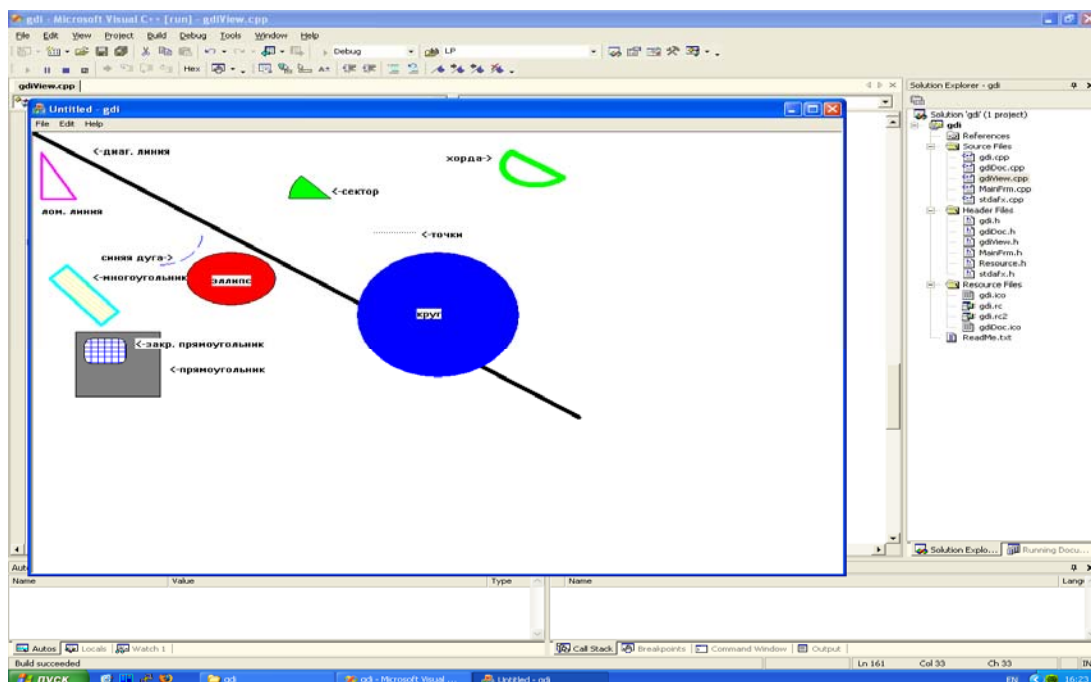 gdi - Microsoft Visual C++ [run] - gdiView.cpp
File Edit View Project Build Debug Tools Window Help
Debug LP
Hex
gdiView.cpp
Solution Explorer - gdi
Untitled - gdi
File Edit Help
<-диаг. линия
хорда->
<-сектор
лом. линия
<-точки
синяя дуга->
<-многоугольник
эллипс
круг
<-закр. прямоугольник
<-прямоугольник
Solution 'gdi' (1 project)
gdi
References
Source Files
gdi.cpp
gdiDoc.cpp
gdiView.cpp
MainFrm.cpp
stdafx.cpp
Header Files
gdi.h
gdiDoc.h
gdiView.h
MainFrm.h
Resource.h
stdafx.h
Resource Files
gdi.ico
gdi.rc
gdi.rc2
gdiDoc.ico
ReadMe.txt
Solution Explo... Running Docu...
Name Value Type Name
Autos Locals Watch 1 Call Stack Breakpoints Command Window Output
Build succeeded Ln 161 Col 33 Ch 33
пуск gdi gdi - Microsoft Visual ... Untitled - gdi EN